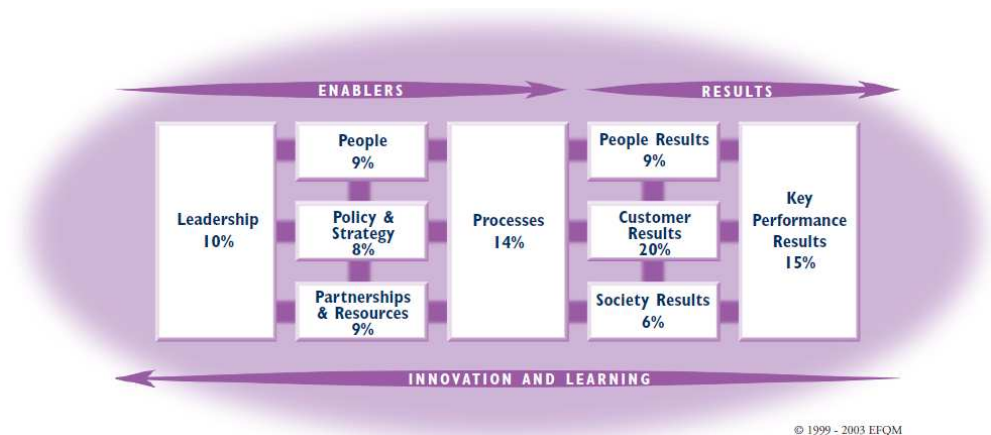 ENABLERS
RESULTS
Leadership
10%
People
9%
Policy &
Strategy
8%
Partnerships
& Resources
9%
Processes
14%
People Results
9%
Customer
Results
20%
Society Results
6%
Key
Performance
Results
15%
INNOVATION AND LEARNING
© 1999 - 2003 EFQM